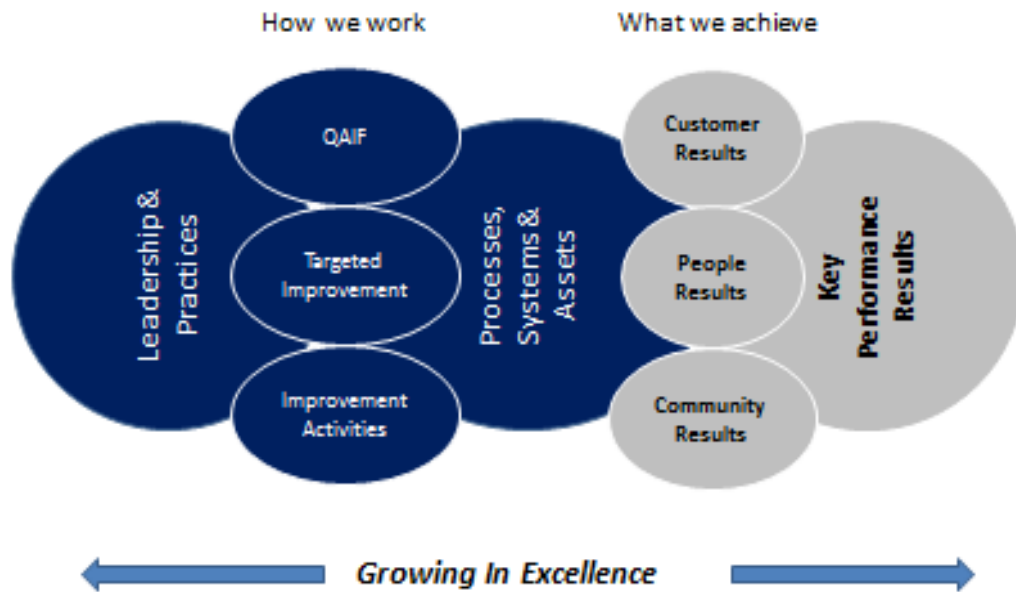 How we work
What we achieve
Leadership &
Practices
QAIF
Targeted
Improvement
Improvement
Activities
Processes,
Systems &
Assets
Customer
Results
People
Results
Community
Results
Key
Performance
Results
Growing In Excellence